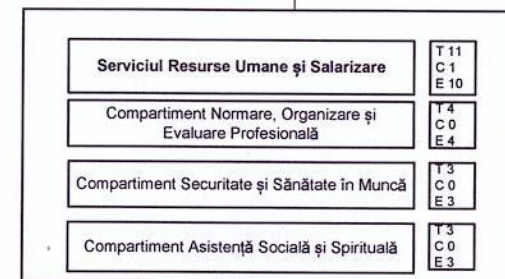 Serviciul Resurse Umane și Salarizare
T 11
C 1
E 10
Compartiment Normare, Organizare și
Evaluare Profesională
T 4
C 0
E 4
Compartiment Securitate și Sănătate în Muncă
T 3
C 0
E 3
Compartiment Asistență Socială și Spirituală
T 3
C 0
E 3